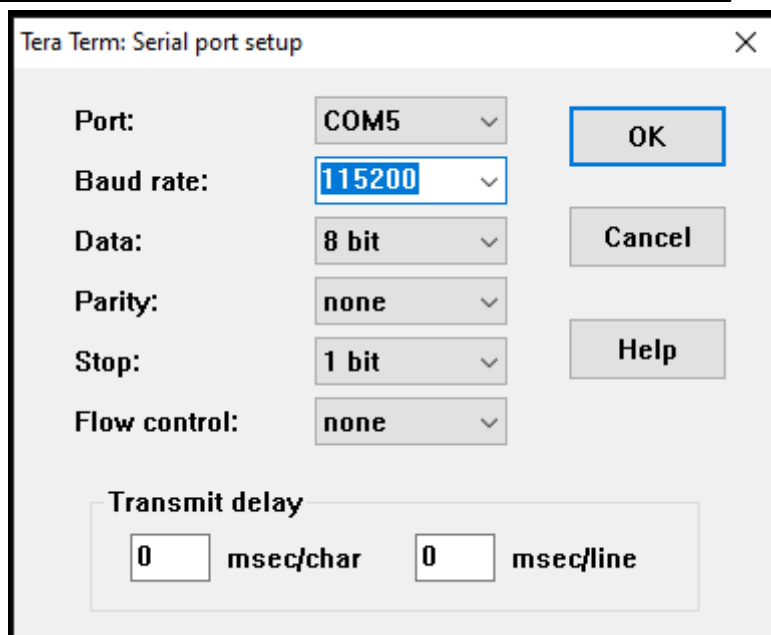 Tera Term: Serial port setup
Port: COM5 OK
Baud rate: 115200
Data: 8 bit Cancel
Parity: none
Stop: 1 bit Help
Flow control: none
Transmit delay
0 msec/char 0 msec/line